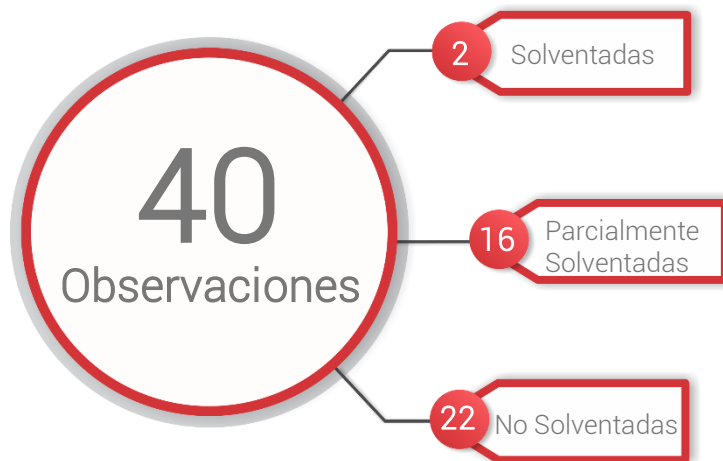 40
Observaciones
2
Solventadas
16
Parcialmente
Solventadas
22
No Solventadas